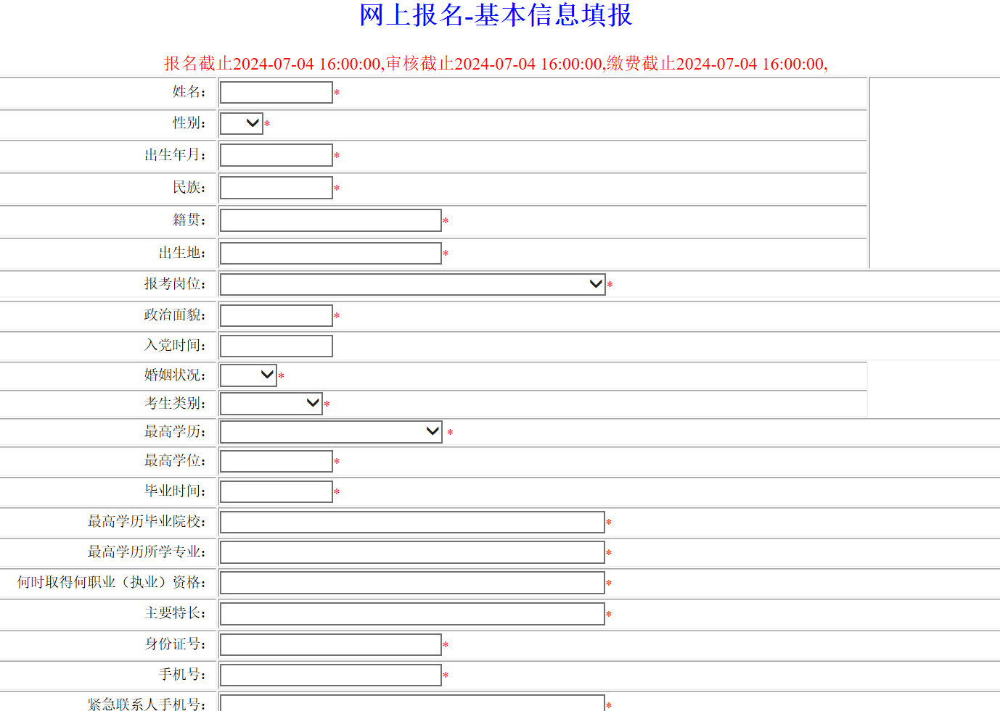 网上报名-基本信息填报
报名截止2024-07-04 16:00:00,审核截止2024-07-04 16:00:00,缴费截止2024-07-04 16:00:00,
姓名： *
性别： *
出生年月： *
民族： *
籍贯： *
出生地： *
报考岗位： *
政治面貌： *
入党时间：
婚姻状况： *
考生类别： *
最高学历： *
最高学位： *
毕业时间： *
最高学历毕业院校： *
最高学历所学专业： *
何时取得何职业（执业）资格： *
主要特长： *
身份证号： *
手机号： *
紧急联系人手机号： *